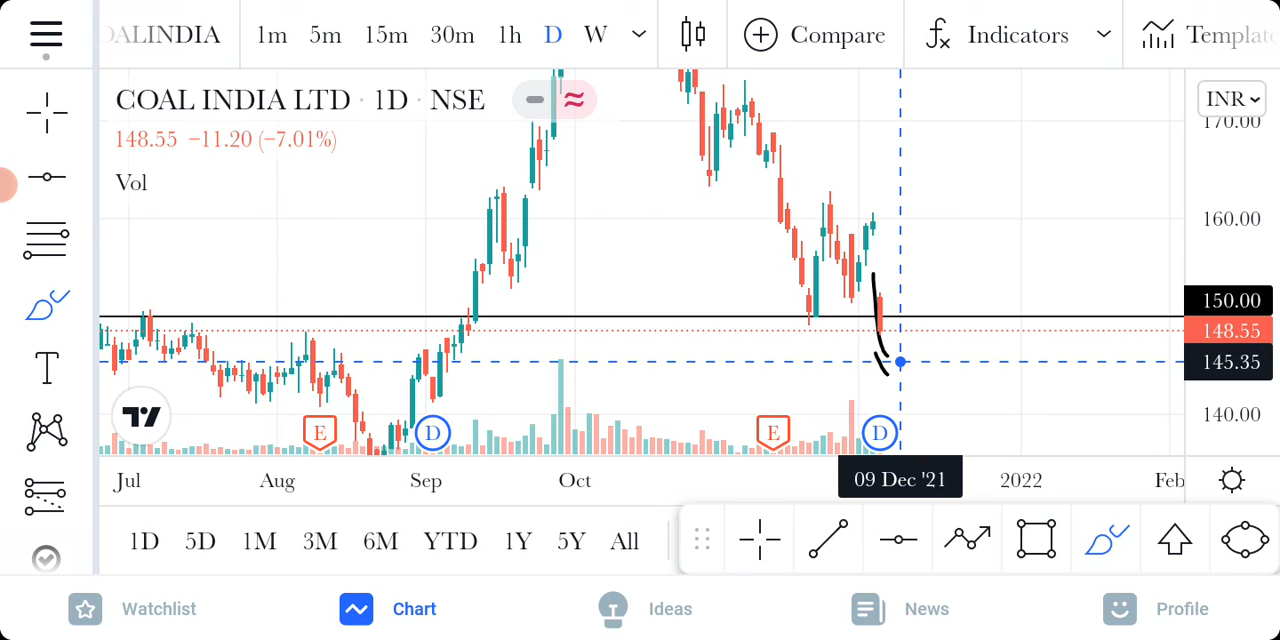 OALINDIA 1m 5m 15m 30m 1h D W Compare Indicators Template
COAL INDIA LTD · 1D · NSE
INR
170.00
148.55 −11.20 (−7.01%)
Vol
160.00
150.00
148.55
145.35
140.00
E D E D
Jul Aug Sep Oct 09 Dec '21 2022 Feb
1D 5D 1M 3M 6M YTD 1Y 5Y All
Watchlist Chart Ideas News Profile